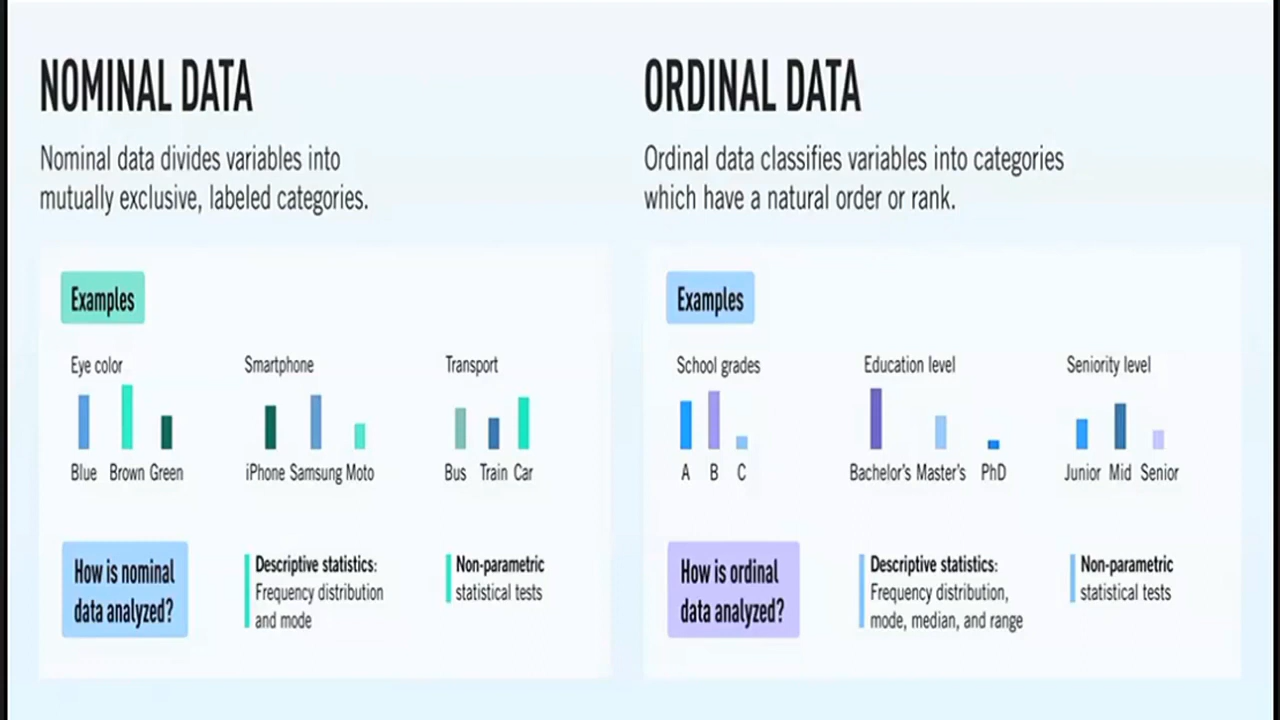 NOMINAL DATA
Nominal data divides variables into
mutually exclusive, labeled categories.
Examples
Eye color
Blue Brown Green
Smartphone
iPhone Samsung Moto
Transport
Bus Train Car
How is nominal
data analyzed?
Descriptive statistics:
Frequency distribution
and mode
Non-parametric
statistical tests
ORDINAL DATA
Ordinal data classifies variables into categories
which have a natural order or rank.
Examples
School grades
A B C
Education level
Bachelor's Master's PhD
Seniority level
Junior Mid Senior
How is ordinal
data analyzed?
Descriptive statistics:
Frequency distribution,
mode, median, and range
Non-parametric
statistical tests